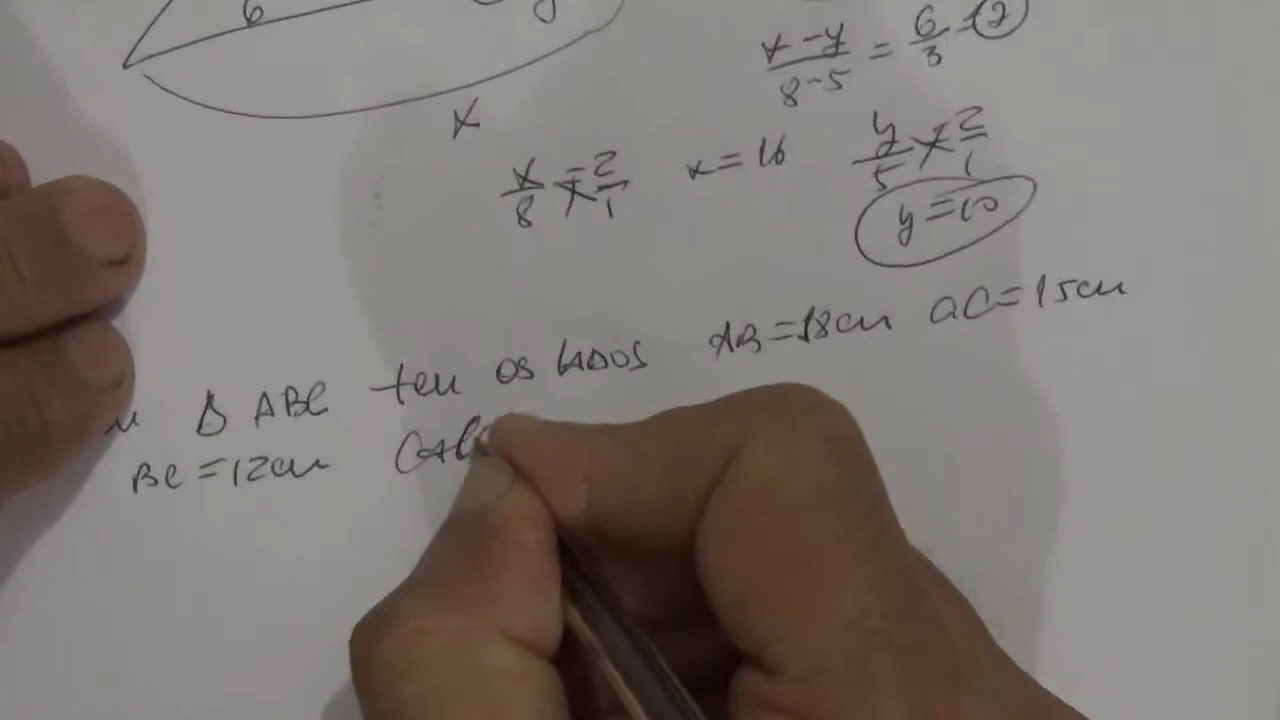 6
y
x
x-y/8-5 = 6/3 = 2
x/8 = 2/1 x=16 y/5 = 2/1
y=10
Δ ABC tem os lados AB=18cm AC=15cm
BC=12cm Cal